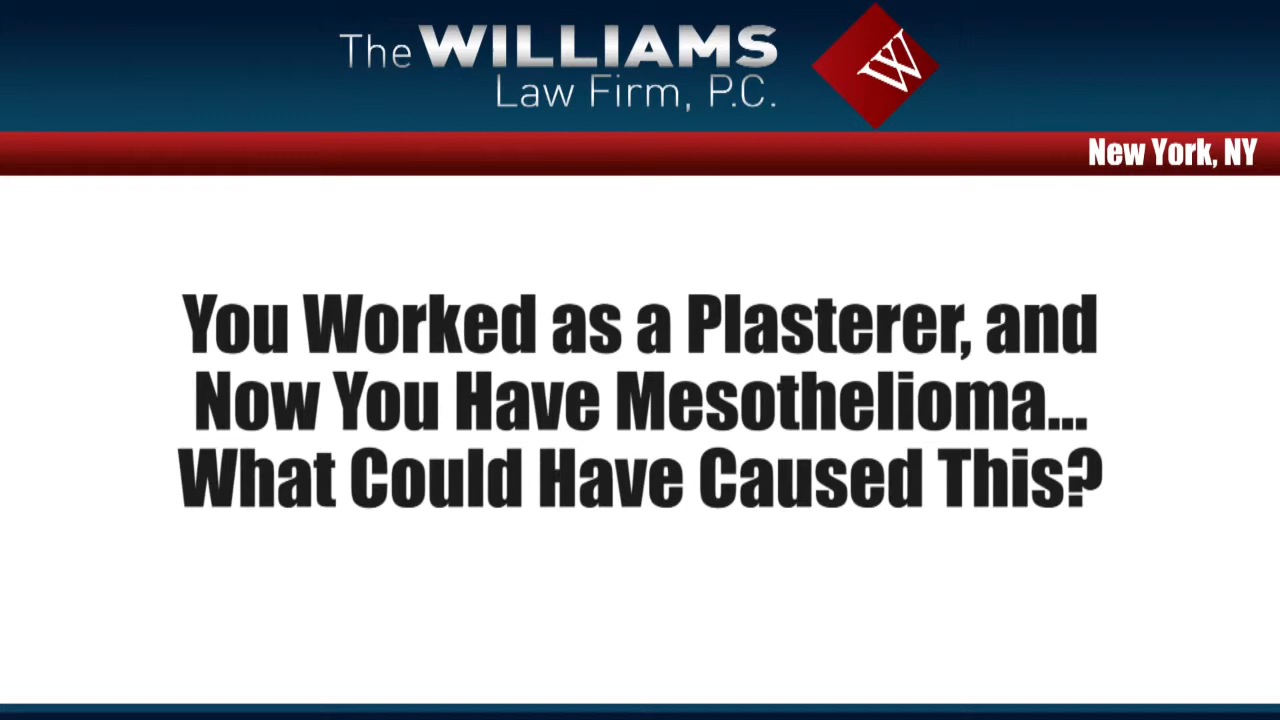 The WILLIAMS
Law Firm, P.C.
W
New York, NY
You Worked as a Plasterer, and
Now You Have Mesothelioma...
What Could Have Caused This?